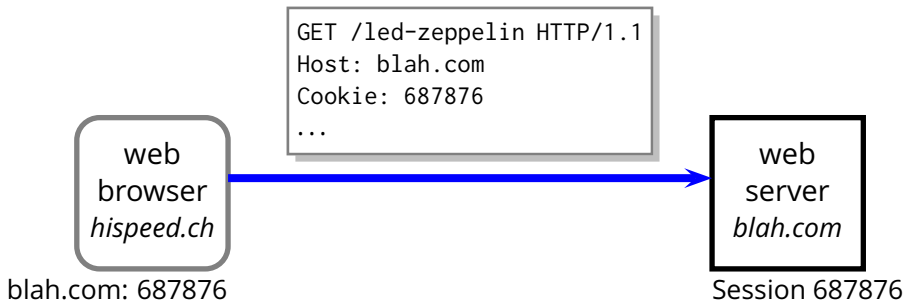 GET /led-zeppelin HTTP/1.1
Host: blah.com
Cookie: 687876
...
web
browser
hispeed.ch
web
server
blah.com
blah.com: 687876
Session 687876